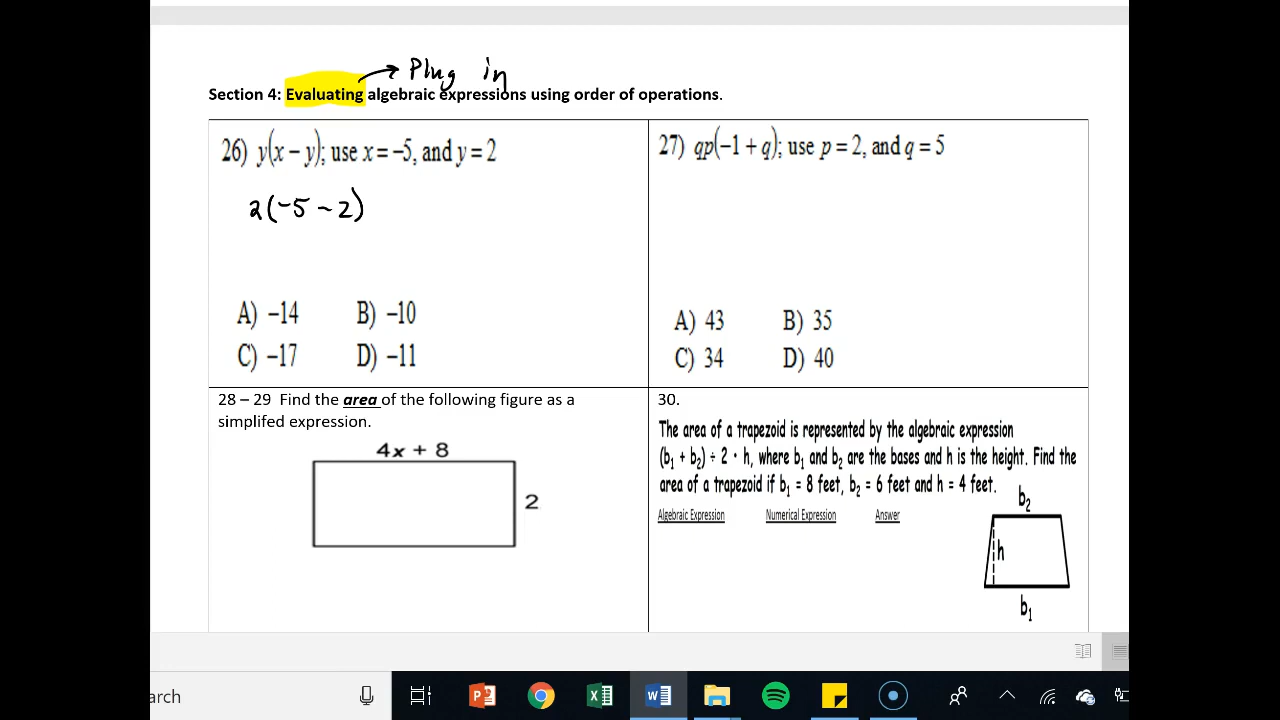 Plug in
Section 4: Evaluating algebraic expressions using order of operations.
26) y(x − y); use x = −5, and y = 2
2(-5 - 2)
A) −14 B) −10
C) −17 D) −11
27) qp(−1 + q); use p = 2, and q = 5
A) 43 B) 35
C) 34 D) 40
28 – 29 Find the area of the following figure as a
simplifed expression.
4x + 8
2
30.
The area of a trapezoid is represented by the algebraic expression
(b₁ + b₂) ÷ 2 • h, where b₁ and b₂ are the bases and h is the height. Find the
area of a trapezoid if b₁ = 8 feet, b₂ = 6 feet and h = 4 feet.
Algebraic Expression Numerical Expression Answer
b₂
h
b₁
arch